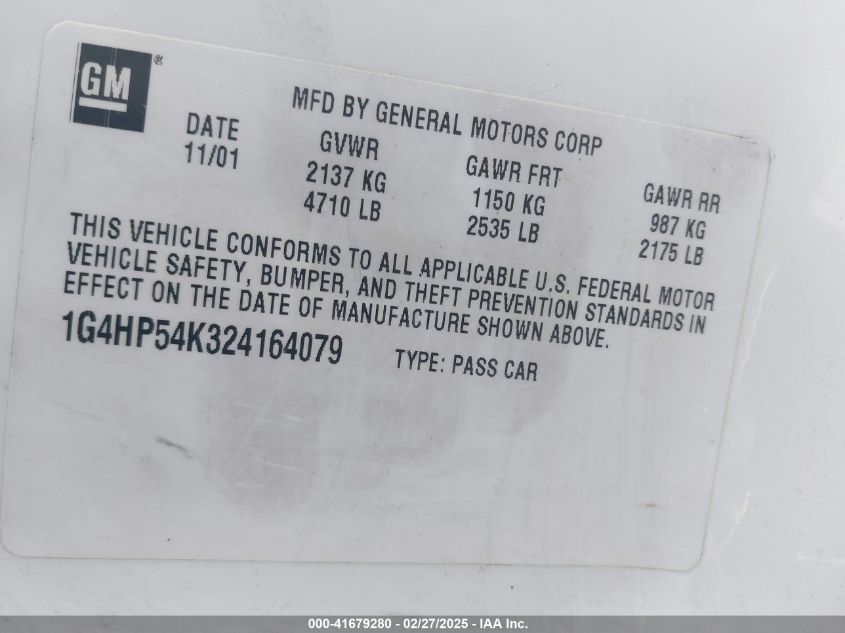 GM®
MFD BY GENERAL MOTORS CORP
DATE GVWR GAWR FRT GAWR RR
11/01 2137 KG 1150 KG 987 KG
4710 LB 2535 LB 2175 LB
THIS VEHICLE CONFORMS TO ALL APPLICABLE U.S. FEDERAL MOTOR
VEHICLE SAFETY, BUMPER, AND THEFT PREVENTION STANDARDS IN
EFFECT ON THE DATE OF MANUFACTURE SHOWN ABOVE.
1G4HP54K324164079 TYPE: PASS CAR
000-41679280 - 02/27/2025 - IAA Inc.